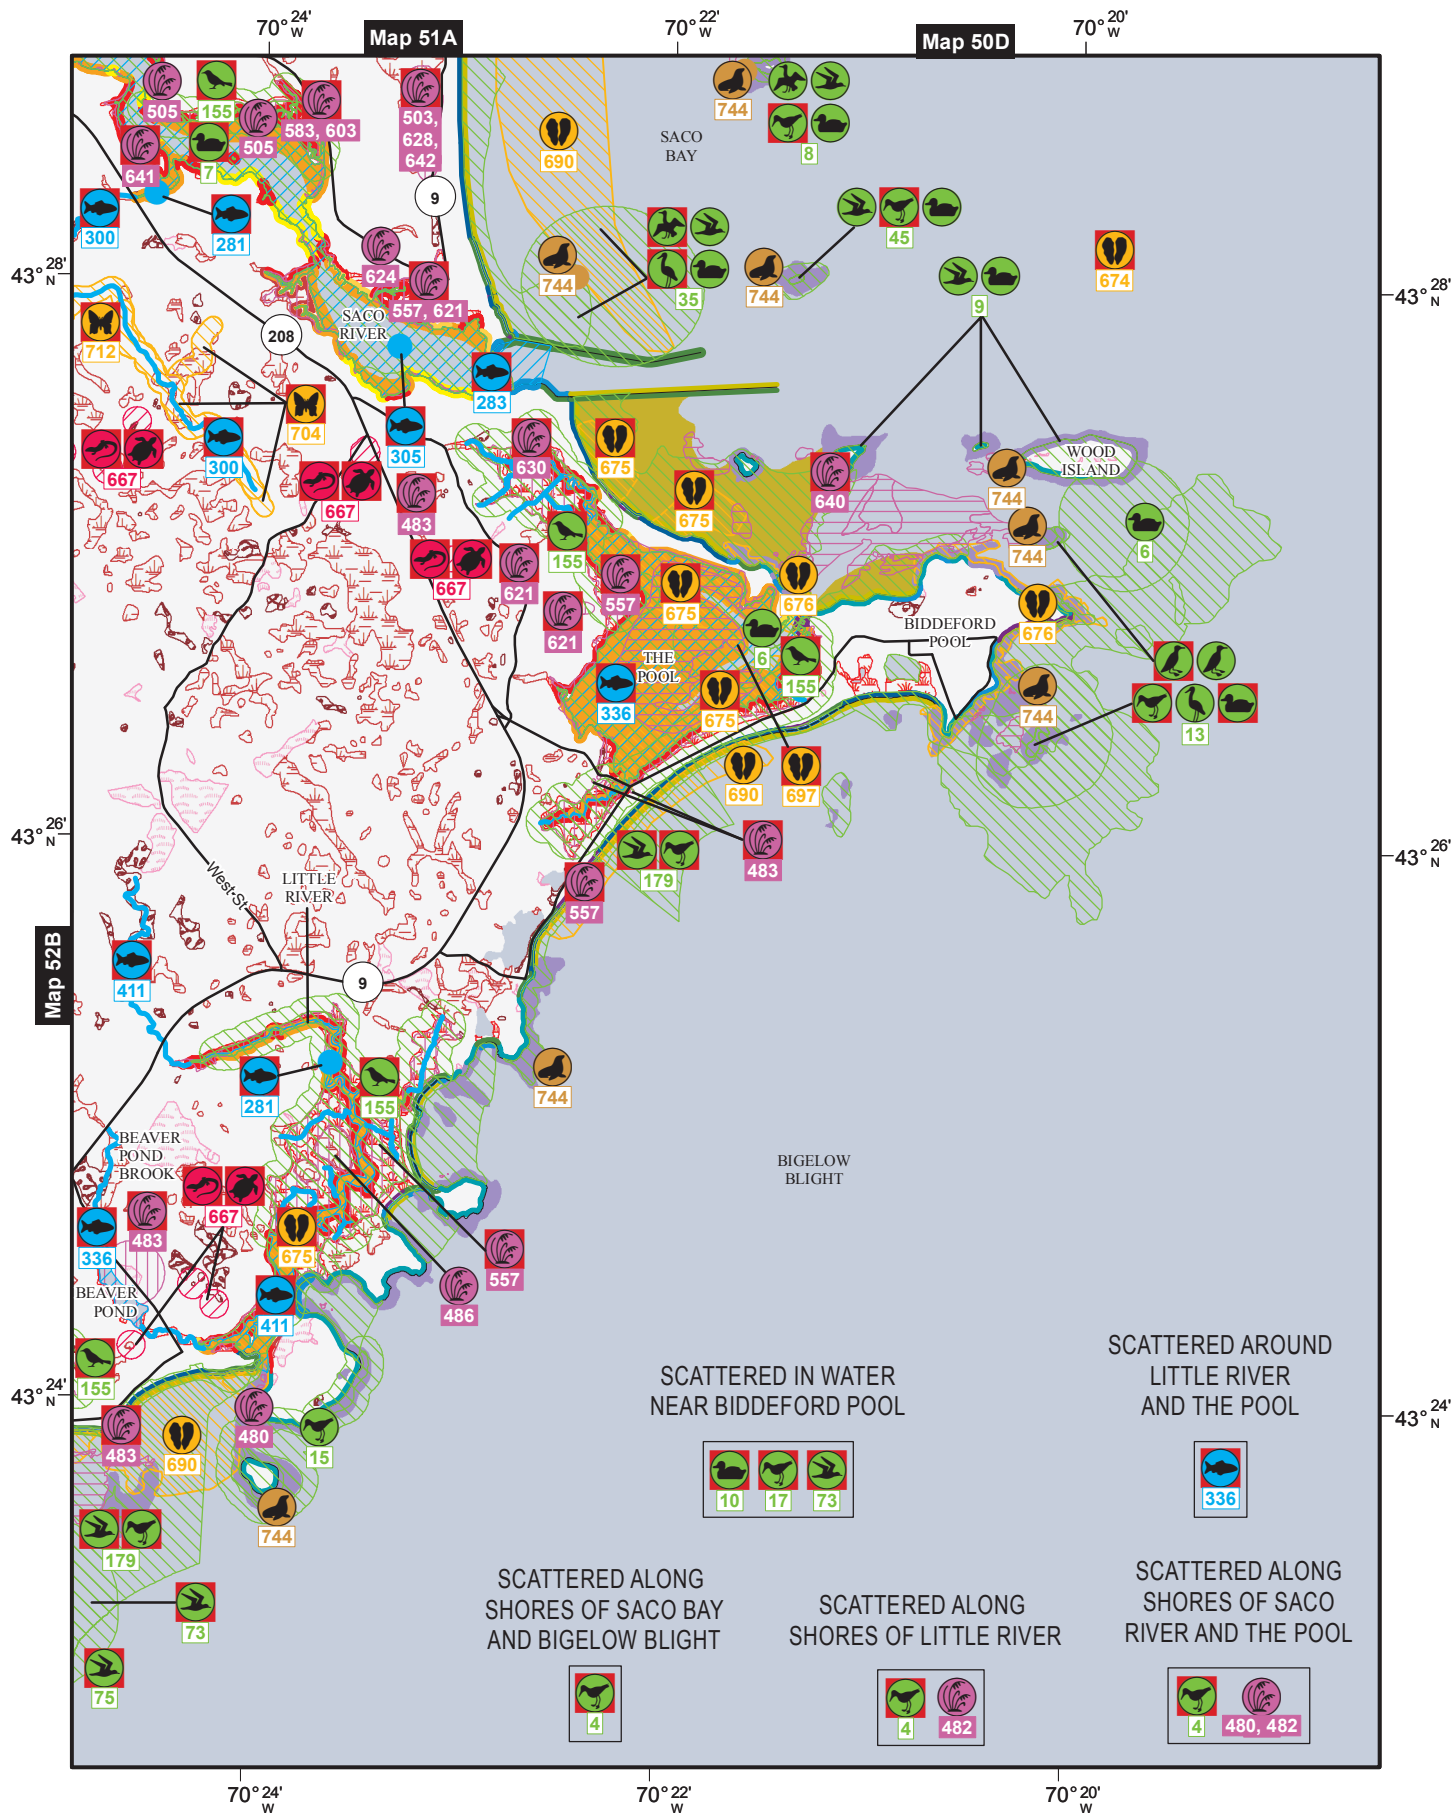 70°24'
W
Map 51A
70°22'
W
Map 50D
70°20'
W
505
155
583, 603
503,
628,
642
505
641
7
9
690
SACO
BAY
744
8
300
281
624
557, 621
744
35
744
45
9
674
43°28'
N
43°28'
N
712
208
SACO
RIVER
283
704
300
305
667
667
483
667
630
675
675
640
744
WOOD
ISLAND
744
6
155
621
557
621
675
676
6
155
BIDDEFORD
POOL
676
THE
POOL
336
675
744
13
690
697
43°26'
N
43°26'
N
West-St
LITTLE
RIVER
179
483
557
Map 52B
411
9
281
155
744
BEAVER
POND
BROOK
BIGELOW
BLIGHT
667
483
336
675
557
486
BEAVER
POND
411
155
43°24'
N
43°24'
N
483
690
480
15
744
179
73
75
SCATTERED IN WATER
NEAR BIDDEFORD POOL
10
17
73
SCATTERED AROUND
LITTLE RIVER
AND THE POOL
336
SCATTERED ALONG
SHORES OF SACO BAY
AND BIGELOW BLIGHT
4
SCATTERED ALONG
SHORES OF LITTLE RIVER
4
482
SCATTERED ALONG
SHORES OF SACO
RIVER AND THE POOL
4
480, 482
70°24'
W
70°22'
W
70°20'
W